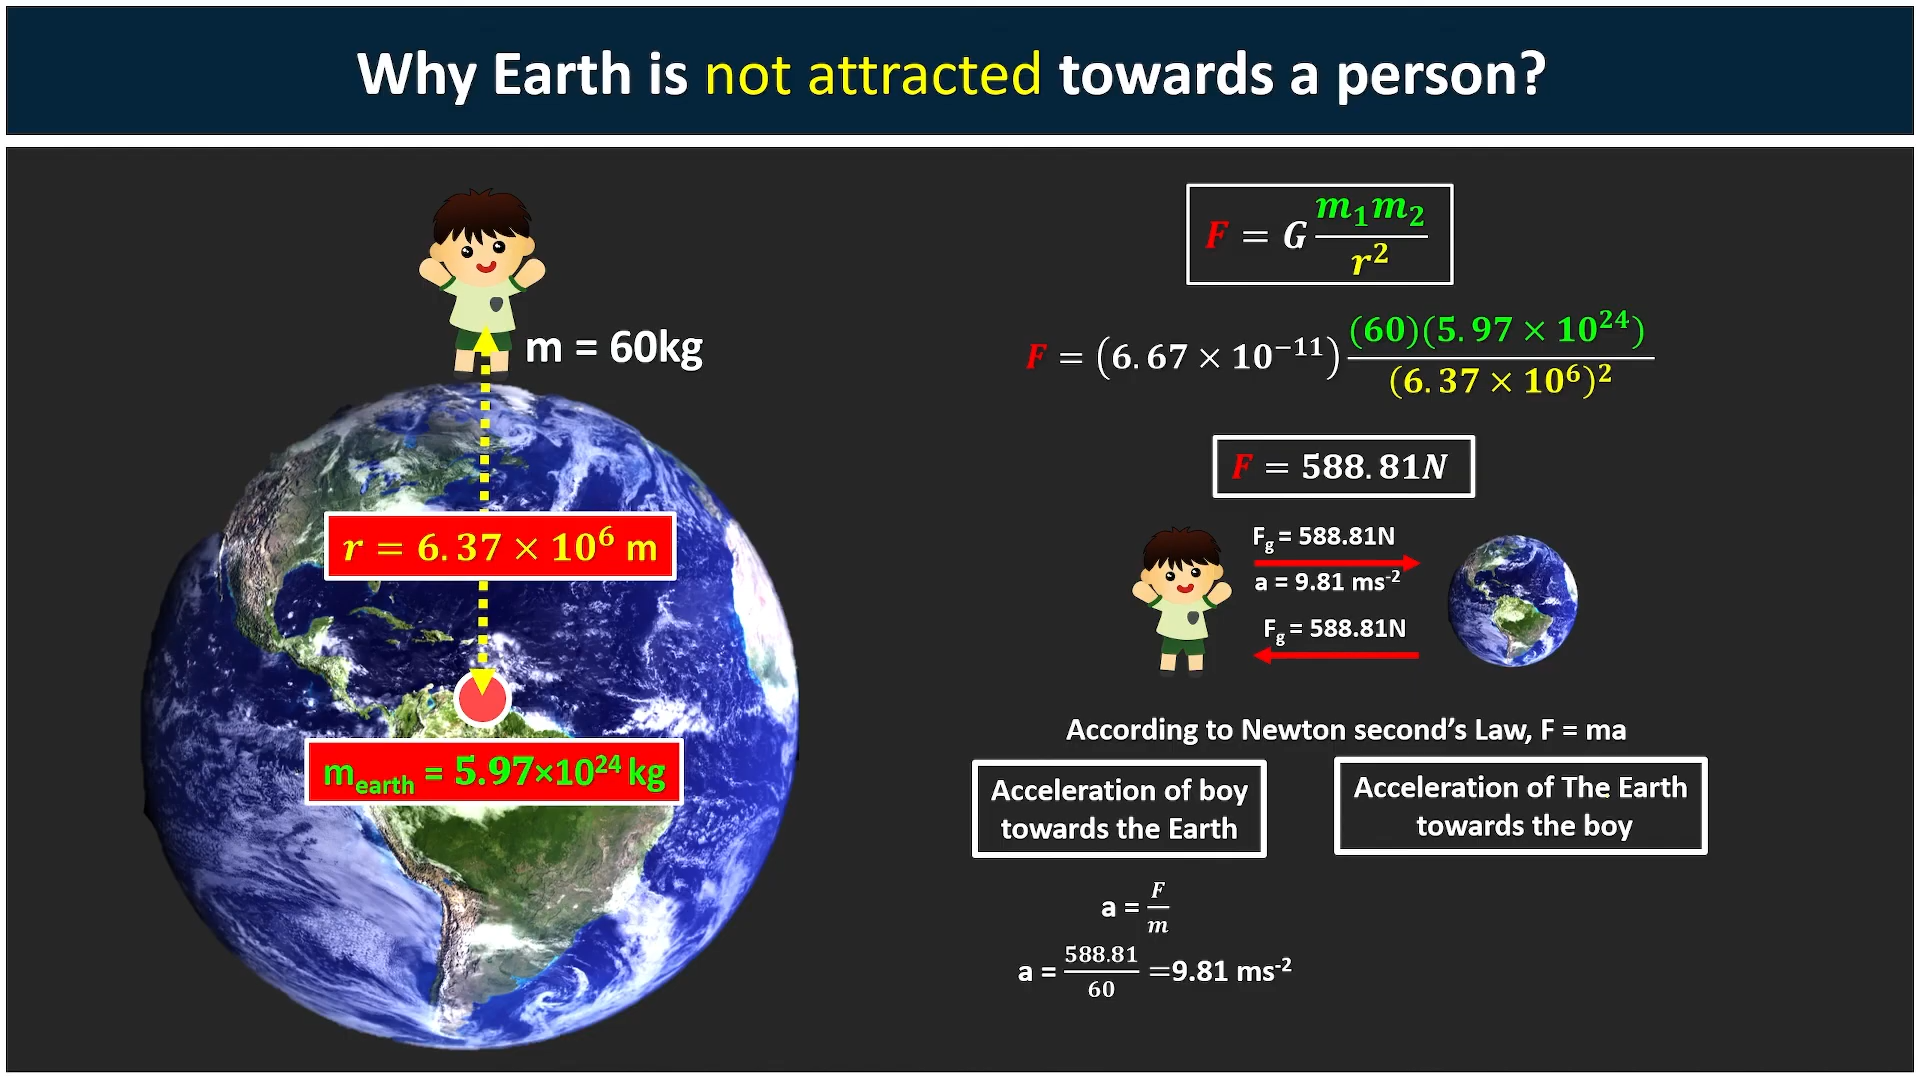 Why Earth is not attracted towards a person?
m = 60kg
r = 6.37 × 10⁶ m
mₑₐᵣₜₕ = 5.97×10²⁴ kg
F = G m₁m₂ / r²
F = (6.67 × 10⁻¹¹) (60)(5.97 × 10²⁴) / (6.37 × 10⁶)²
F = 588.81N
F_g = 588.81N
a = 9.81 ms⁻²
F_g = 588.81N
According to Newton second’s Law, F = ma
Acceleration of boy
towards the Earth
a = F / m
a = 588.81 / 60 =9.81 ms⁻²
Acceleration of The Earth
towards the boy